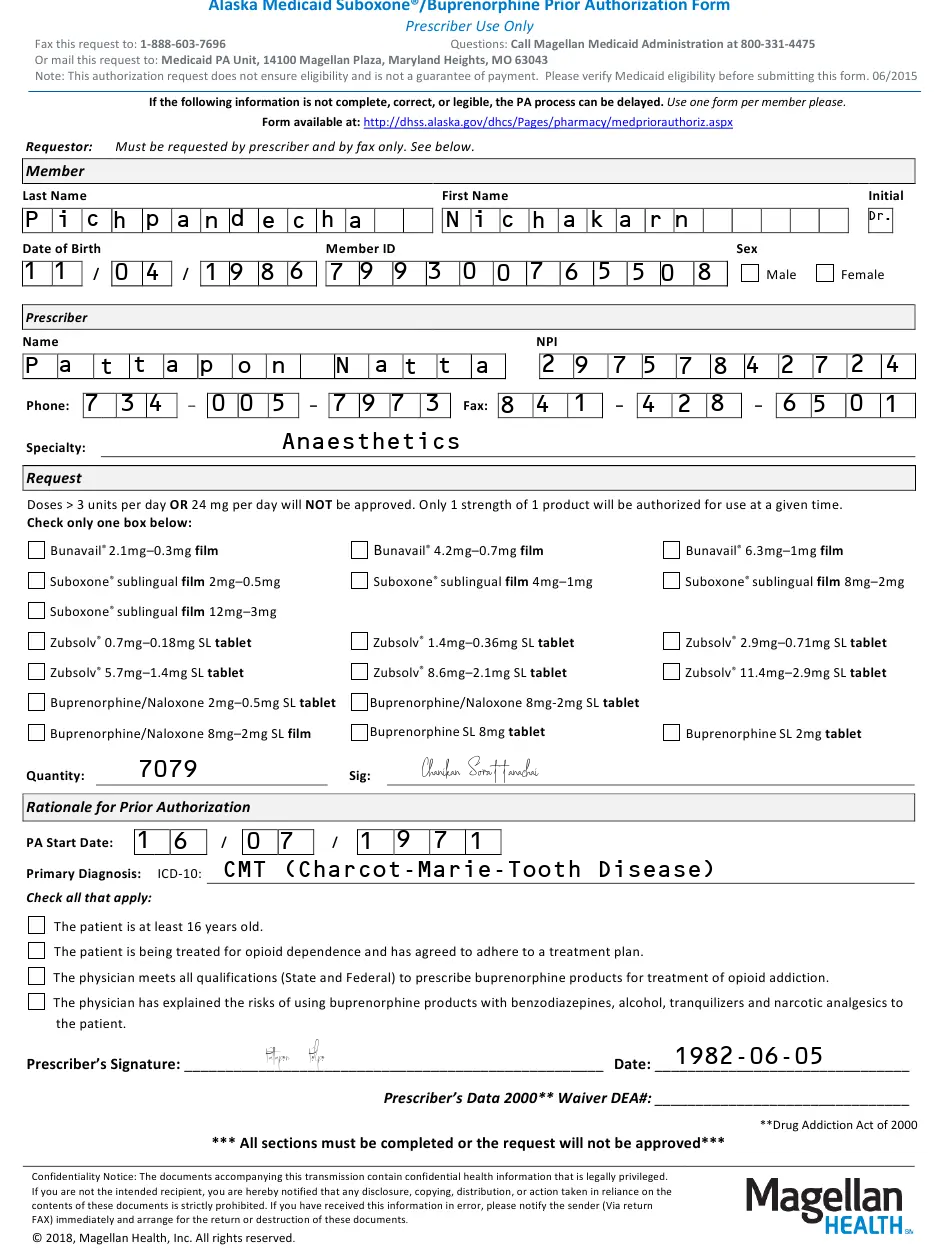 Alaska Medicaid Suboxone®/Buprenorphine Prior Authorization Form
Prescriber Use Only
Fax this request to: 1-888-603-7696 Questions: Call Magellan Medicaid Administration at 800-331-4475
Or mail this request to: Medicaid PA Unit, 14100 Magellan Plaza, Maryland Heights, MO 63043
Note: This authorization request does not ensure eligibility and is not a guarantee of payment. Please verify Medicaid eligibility before submitting this form. 06/2015
If the following information is not complete, correct, or legible, the PA process can be delayed. Use one form per member please.
Form available at: http://dhss.alaska.gov/dhcs/Pages/pharmacy/medpriorauthoriz.aspx
Requestor: Must be requested by prescriber and by fax only. See below.
Member
Last Name First Name Initial
Pichpandecha Nichakarn Dr.
Date of Birth Member ID Sex
11 / 04 / 1986 799300765508 Male Female
Prescriber
Name NPI
Pattapon Natta 29757842724
Phone: 734 – 005 – 7973 Fax: 841 – 428 – 6501
Specialty: Anaesthetics
Request
Doses > 3 units per day OR 24 mg per day will NOT be approved. Only 1 strength of 1 product will be authorized for use at a given time.
Check only one box below:
Bunavail® 2.1mg–0.3mg film Bunavail® 4.2mg–0.7mg film Bunavail® 6.3mg–1mg film
Suboxone® sublingual film 2mg–0.5mg Suboxone® sublingual film 4mg–1mg Suboxone® sublingual film 8mg–2mg
Suboxone® sublingual film 12mg–3mg
Zubsolv® 0.7mg–0.18mg SL tablet Zubsolv® 1.4mg–0.36mg SL tablet Zubsolv® 2.9mg–0.71mg SL tablet
Zubsolv® 5.7mg–1.4mg SL tablet Zubsolv® 8.6mg–2.1mg SL tablet Zubsolv® 11.4mg–2.9mg SL tablet
Buprenorphine/Naloxone 2mg–0.5mg SL tablet Buprenorphine/Naloxone 8mg-2mg SL tablet
Buprenorphine/Naloxone 8mg–2mg SL film Buprenorphine SL 8mg tablet Buprenorphine SL 2mg tablet
Quantity: 7079 Sig: Chanikan Sorattanachai
Rationale for Prior Authorization
PA Start Date: 16 / 07 / 1971
Primary Diagnosis: ICD-10: CMT (Charcot-Marie-Tooth Disease)
Check all that apply:
The patient is at least 16 years old.
The patient is being treated for opioid dependence and has agreed to adhere to a treatment plan.
The physician meets all qualifications (State and Federal) to prescribe buprenorphine products for treatment of opioid addiction.
The physician has explained the risks of using buprenorphine products with benzodiazepines, alcohol, tranquilizers and narcotic analgesics to
the patient.
Prescriber's Signature: Date: 1982-06-05
Prescriber's Data 2000** Waiver DEA#:
**Drug Addiction Act of 2000
*** All sections must be completed or the request will not be approved***
Confidentiality Notice: The documents accompanying this transmission contain confidential health information that is legally privileged.
If you are not the intended recipient, you are hereby notified that any disclosure, copying, distribution, or action taken in reliance on the
contents of these documents is strictly prohibited. If you have received this information in error, please notify the sender (Via return
FAX) immediately and arrange for the return or destruction of these documents.
© 2018, Magellan Health, Inc. All rights reserved.
Magellan
HEALTH